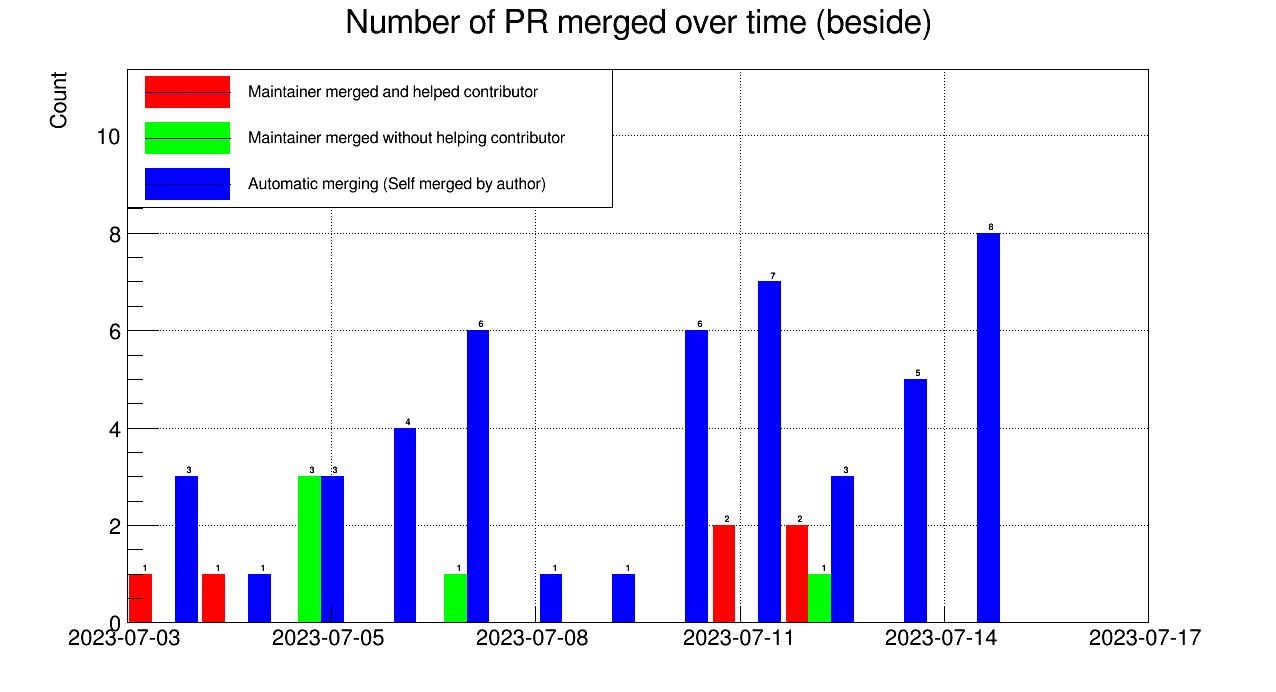 Number of PR merged over time (beside)
Count
Maintainer merged and helped contributor
Maintainer merged without helping contributor
Automatic merging (Self merged by author)
10
8
6
4
2
0
1 3 1 1 3 3 4 1 6 1 1 6 2 7 2 1 3 5 8
2023-07-03 2023-07-05 2023-07-08 2023-07-11 2023-07-14 2023-07-17